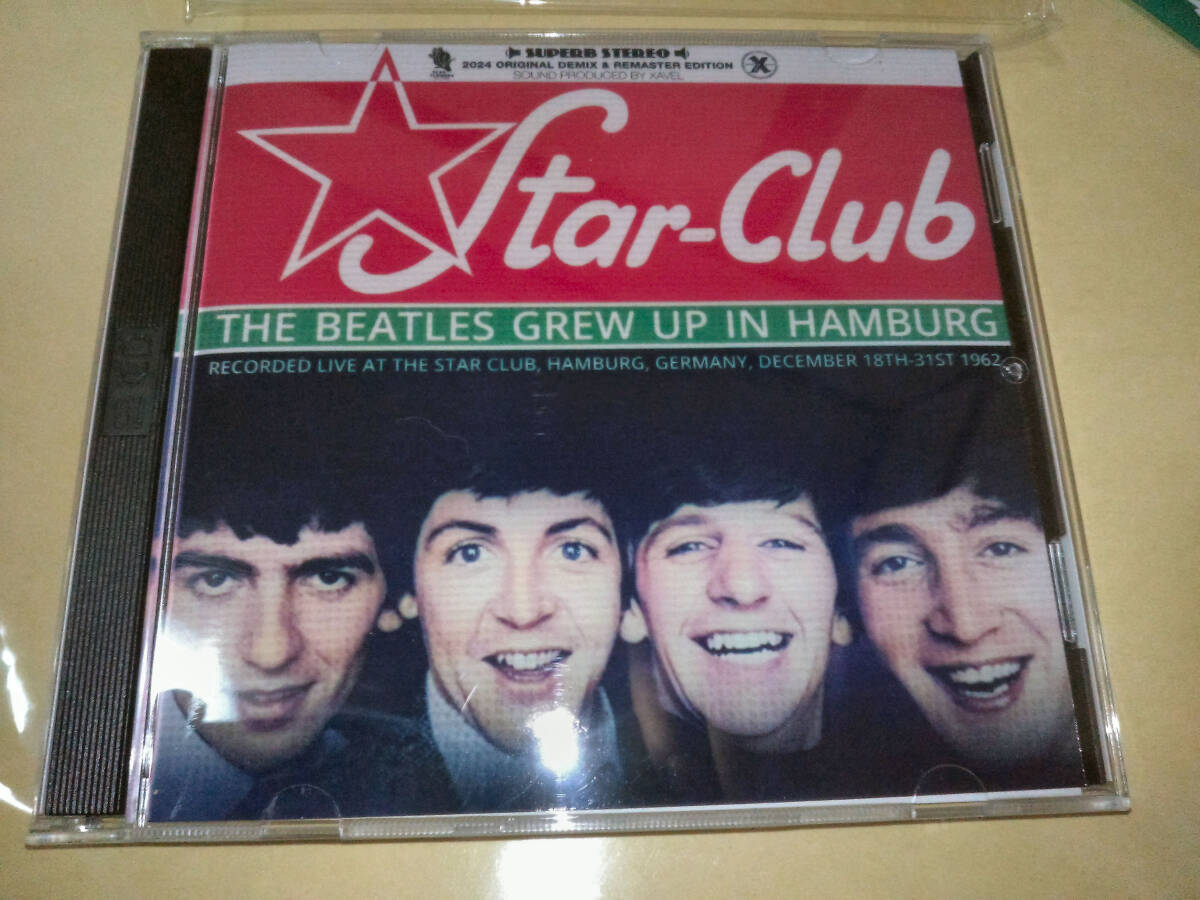 SUPERB STEREO
2024 ORIGINAL DEMIX & REMASTER EDITION
SOUND PRODUCED BY XAVEL
X
Star-Club
THE BEATLES GREW UP IN HAMBURG
RECORDED LIVE AT THE STAR CLUB, HAMBURG, GERMANY, DECEMBER 18TH-31ST 1962